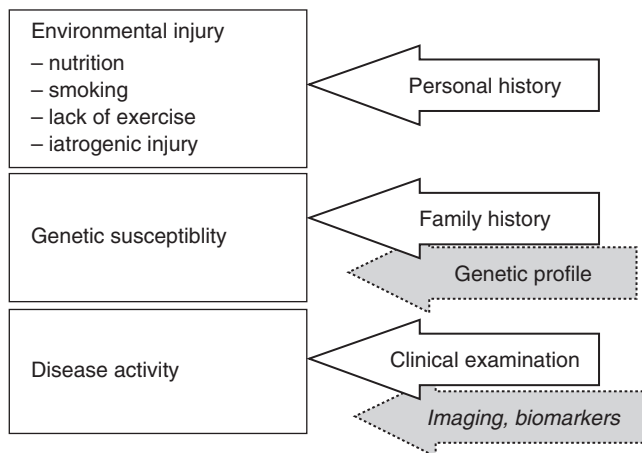 Environmental injury
– nutrition
– smoking
– lack of exercise
– iatrogenic injury
Personal history
Genetic susceptiblity
Family history
Genetic profile
Disease activity
Clinical examination
Imaging, biomarkers